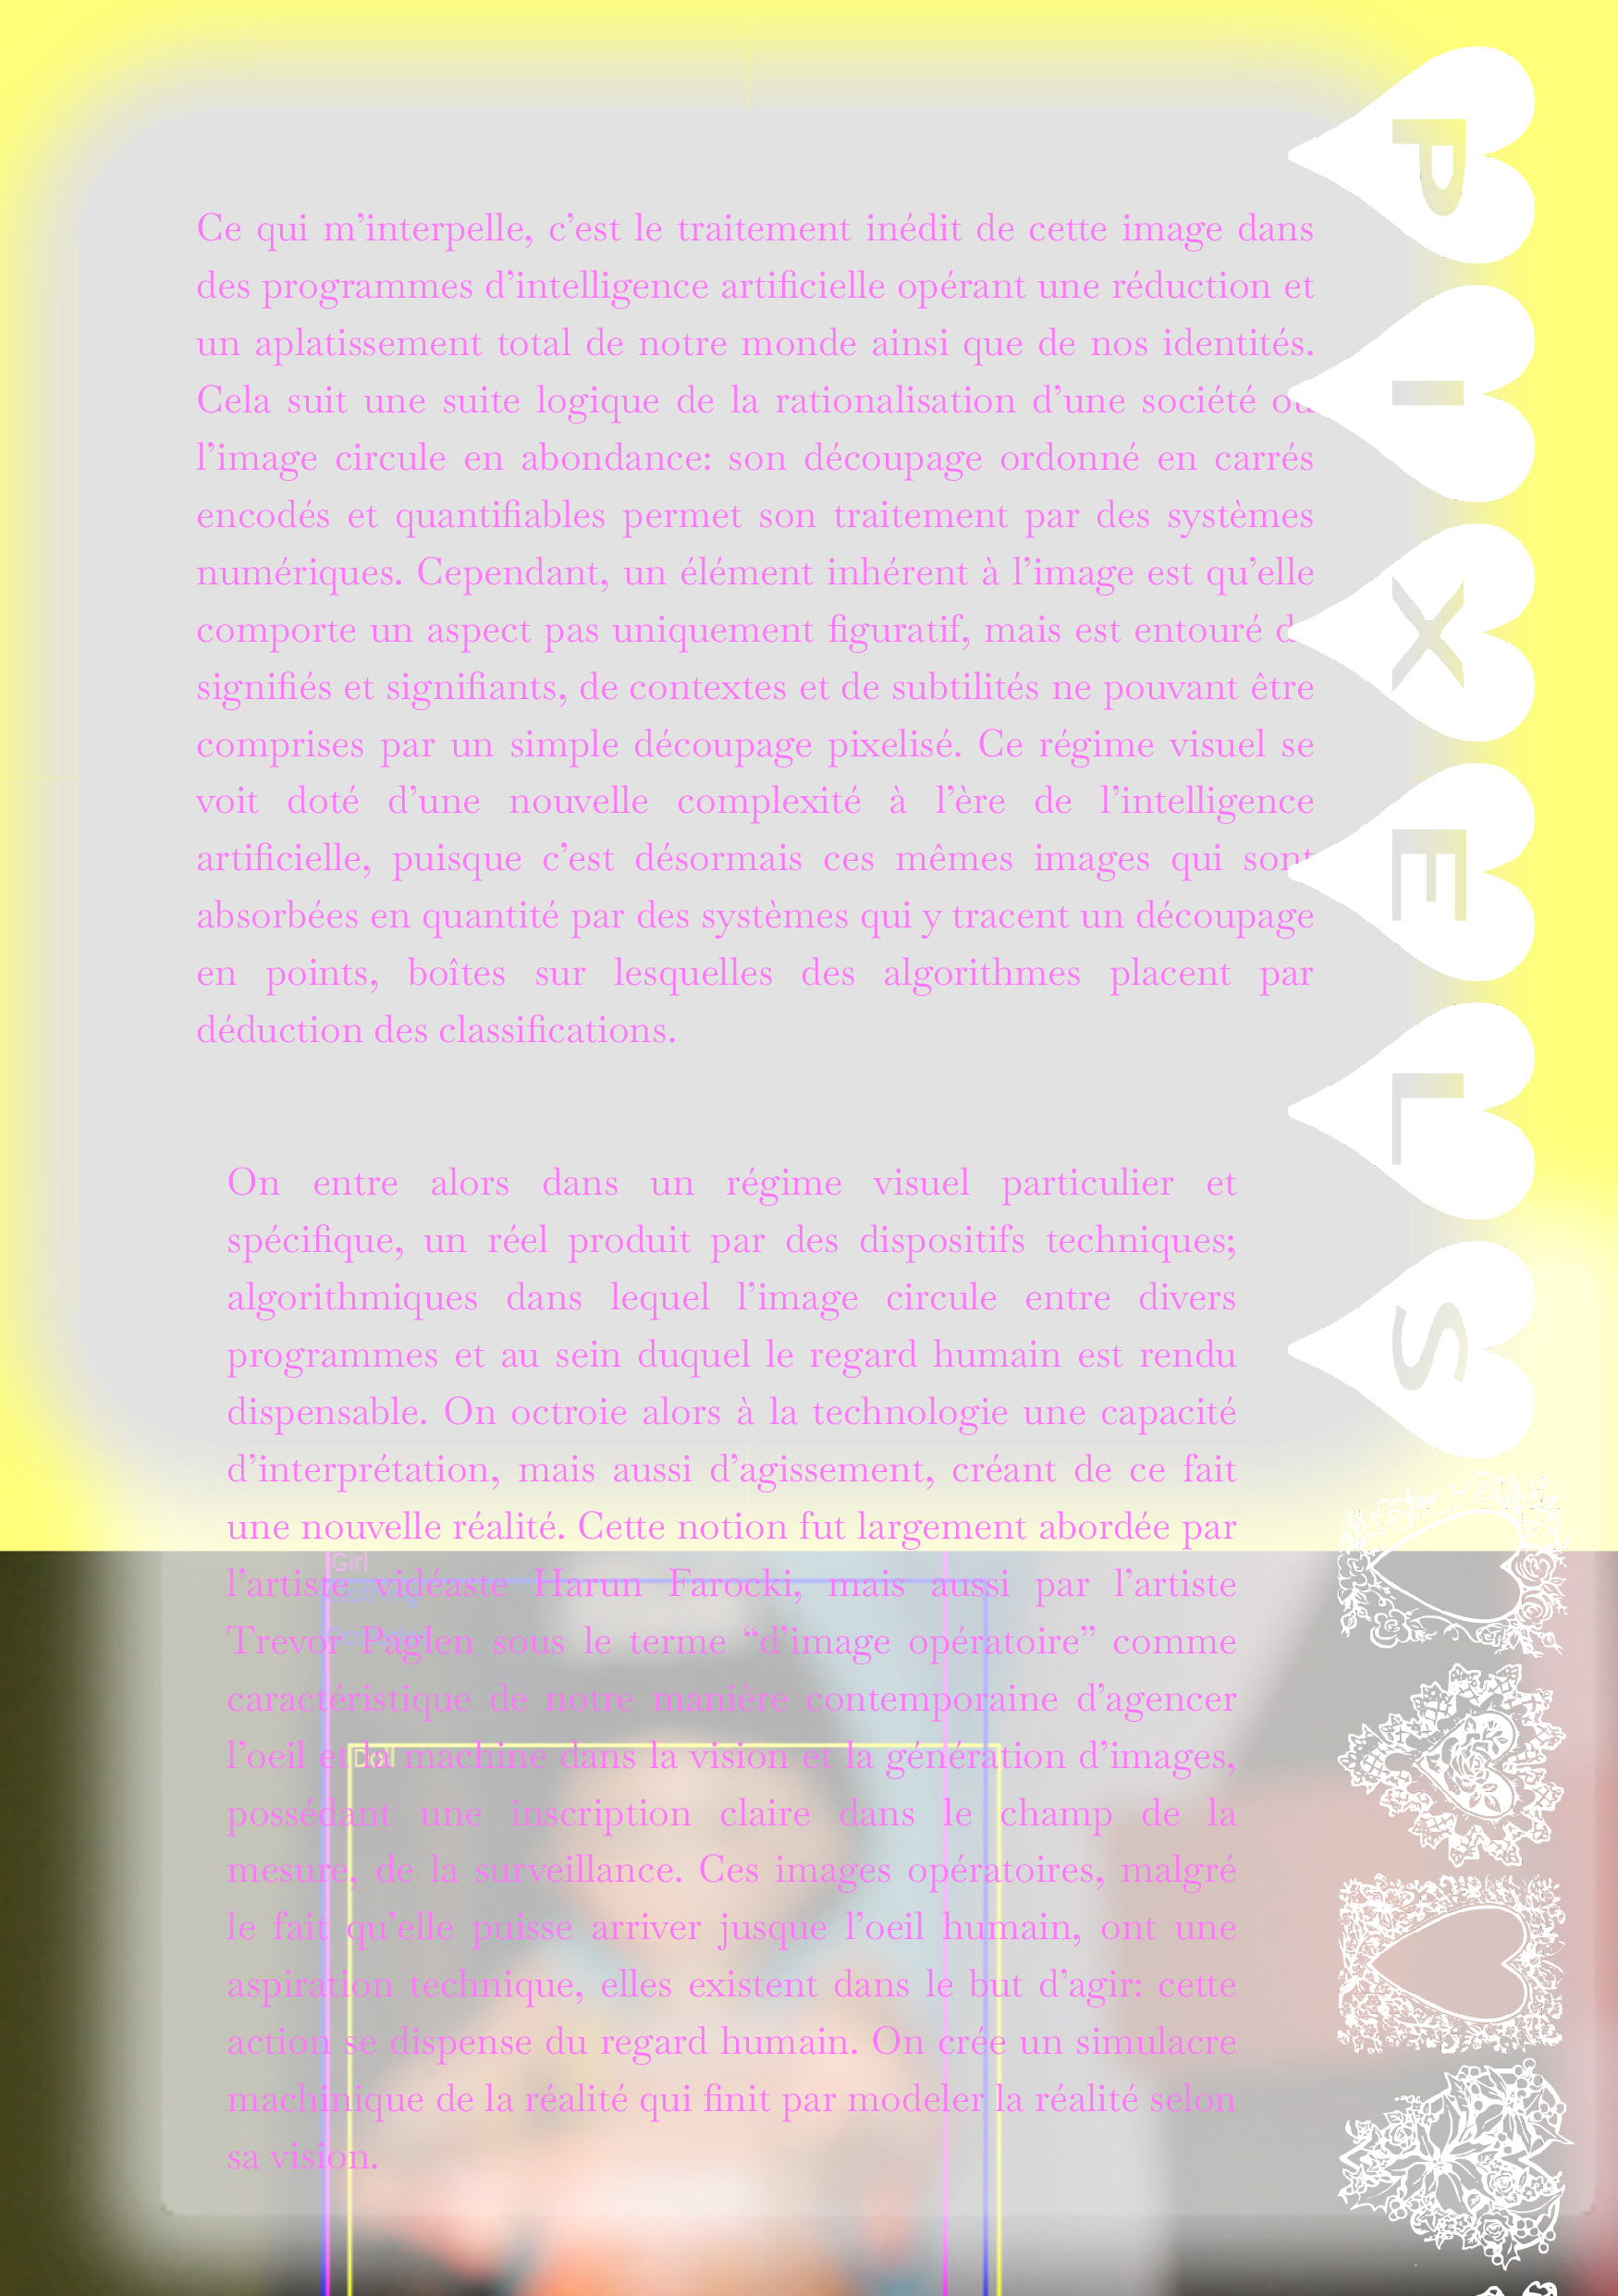 Ce qui m’interpelle, c’est le traitement inédit de cette image dans
des programmes d’intelligence artificielle opérant une réduction et
un aplatissement total de notre monde ainsi que de nos identités.
Cela suit une suite logique de la rationalisation d’une société où
l’image circule en abondance: son découpage ordonné en carrés
encodés et quantifiables permet son traitement par des systèmes
numériques. Cependant, un élément inhérent à l’image est qu’elle
comporte un aspect pas uniquement figuratif, mais est entouré de
signifiés et signifiants, de contextes et de subtilités ne pouvant être
comprises par un simple découpage pixelisé. Ce régime visuel se
voit doté d’une nouvelle complexité à l’ère de l’intelligence
artificielle, puisque c’est désormais ces mêmes images qui sont
absorbées en quantité par des systèmes qui y tracent un découpage
en points, boîtes sur lesquelles des algorithmes placent par
déduction des classifications.
On entre alors dans un régime visuel particulier et
spécifique, un réel produit par des dispositifs techniques;
algorithmiques dans lequel l’image circule entre divers
programmes et au sein duquel le regard humain est rendu
dispensable. On octroie alors à la technologie une capacité
d’interprétation, mais aussi d’agissement, créant de ce fait
une nouvelle réalité. Cette notion fut largement abordée par
l’artiste vidéaste Harun Farocki, mais aussi par l’artiste
Trevor Paglen sous le terme “d’image opératoire” comme
caractéristique de notre manière contemporaine d’agencer
l’oeil et la machine dans la vision et la génération d’images,
possédant une inscription claire dans le champ de la
mesure, de la surveillance. Ces images opératoires, malgré
le fait qu’elle puisse arriver jusque l’oeil humain, ont une
aspiration technique, elles existent dans le but d’agir: cette
action se dispense du regard humain. On crée un simulacre
machinique de la réalité qui finit par modeler la réalité selon
sa vision.
PIXELS
Girl
Doll